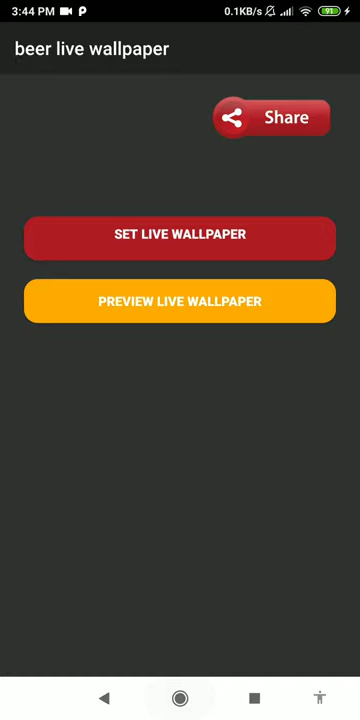 3:44 PM 0.1KB/s 91
beer live wallpaper
Share
SET LIVE WALLPAPER
PREVIEW LIVE WALLPAPER